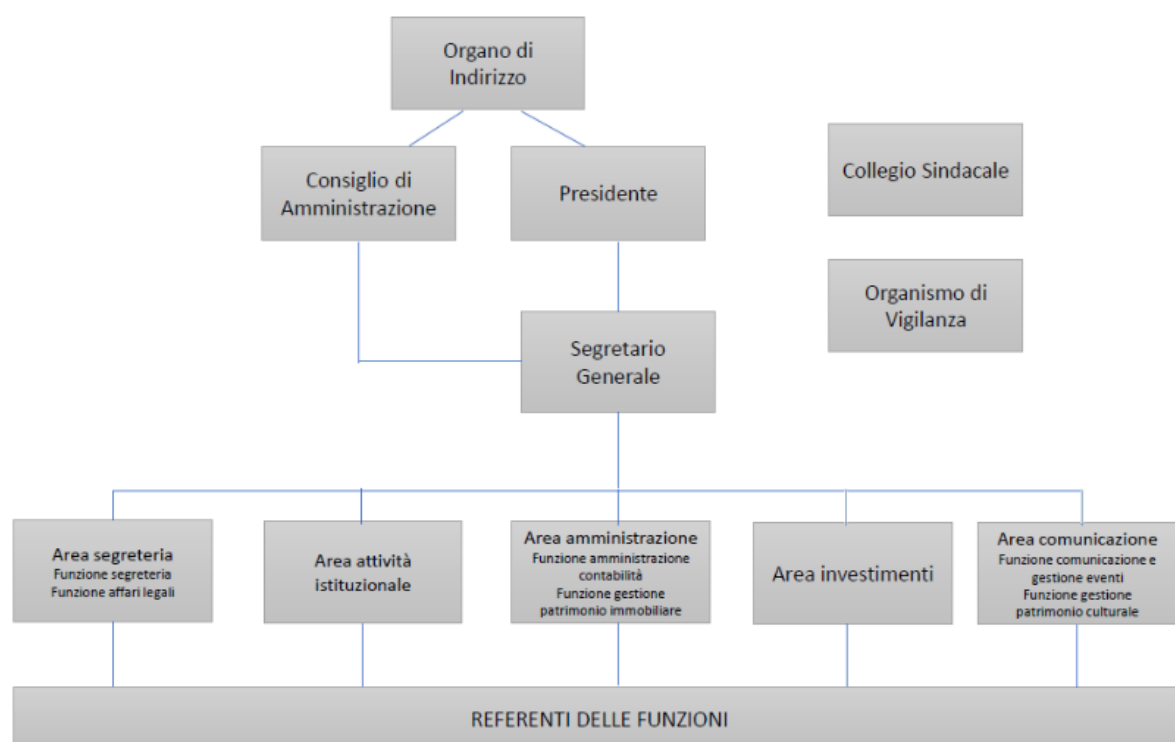 Organo di
Indirizzo
Consiglio di
Amministrazione
Presidente
Collegio Sindacale
Organismo di
Vigilanza
Segretario
Generale
Area segreteria
Funzione segreteria
Funzione affari legali
Area attività
istituzionale
Area amministrazione
Funzione amministrazione
contabilità
Funzione gestione
patrimonio immobiliare
Area investimenti
Area comunicazione
Funzione comunicazione e
gestione eventi
Funzione gestione
patrimonio culturale
REFERENTI DELLE FUNZIONI